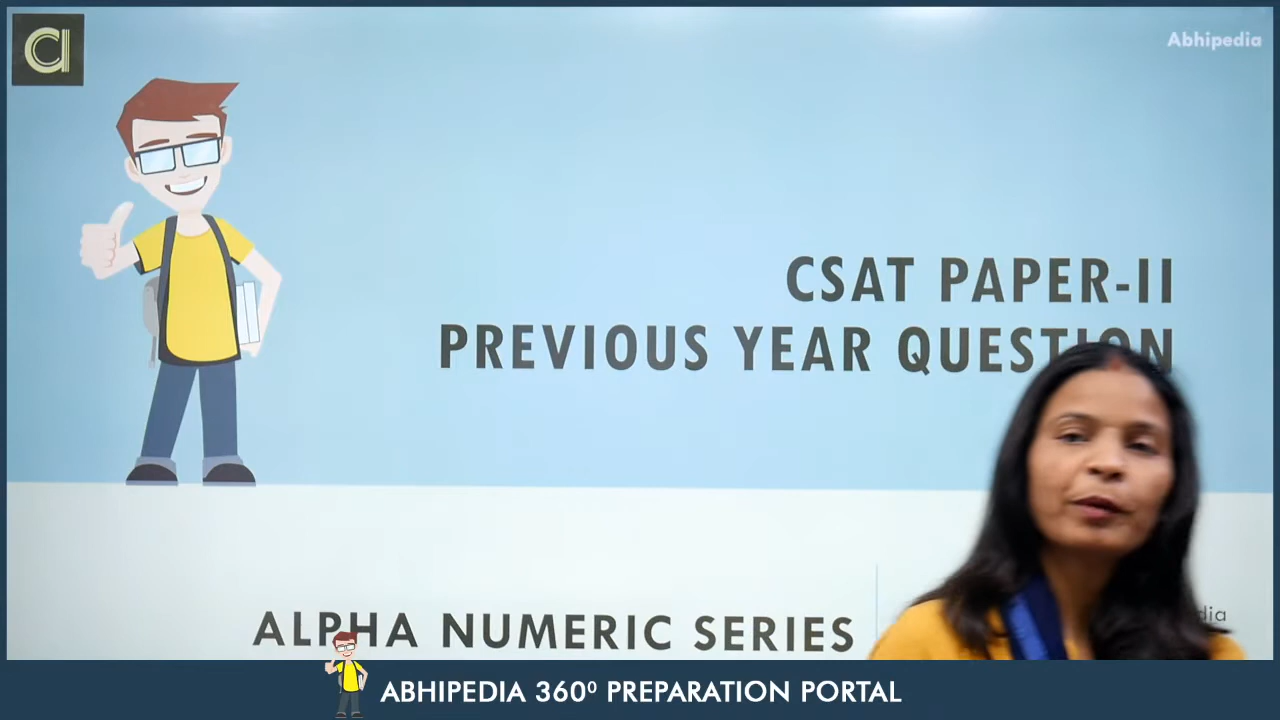 Abhipedia
CSAT PAPER-II
PREVIOUS YEAR QUESTION
ALPHA NUMERIC SERIES
ABHIPEDIA 360⁰ PREPARATION PORTAL